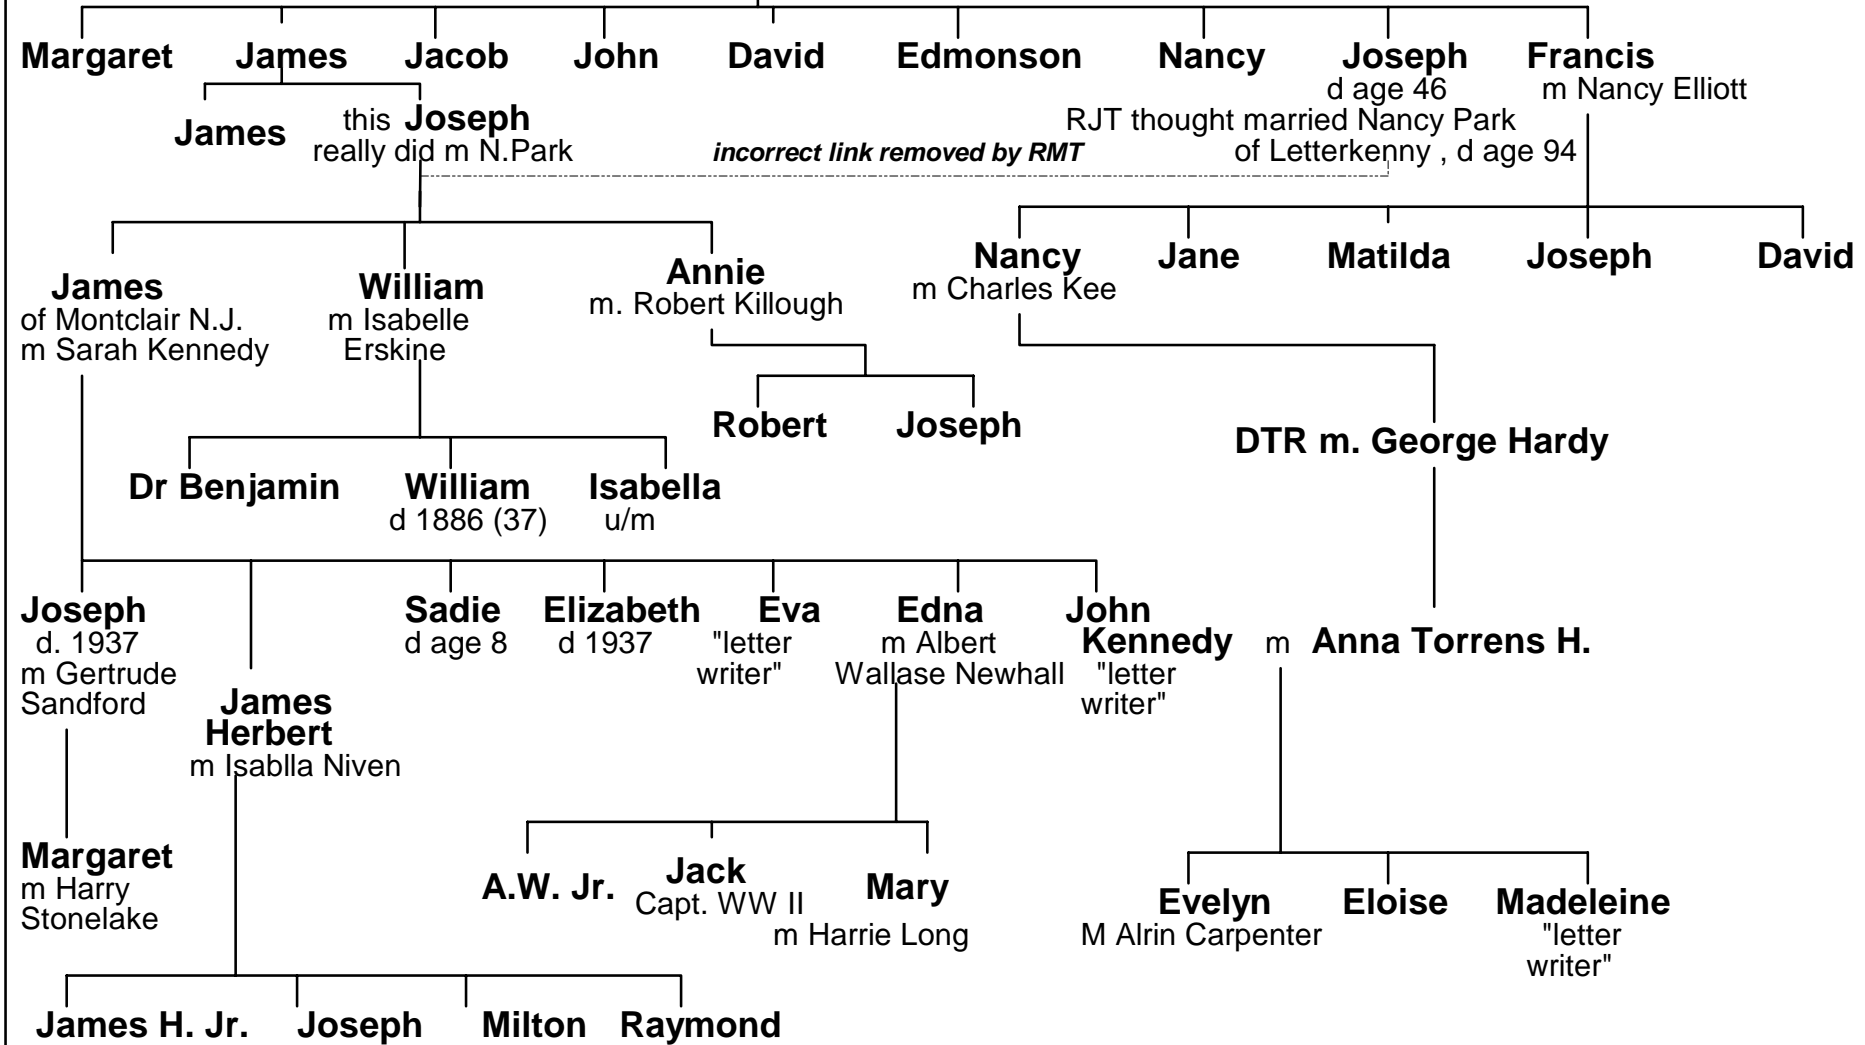 Margaret James Jacob John David Edmonson Nancy Joseph Francis
d age 46 m Nancy Elliott
James this Joseph RJT thought married Nancy Park
really did m N.Park incorrect link removed by RMT of Letterkenny , d age 94
Nancy Jane Matilda Joseph David
m Charles Kee
James William Annie
of Montclair N.J. m Isabelle m. Robert Killough
m Sarah Kennedy Erskine
Robert Joseph
DTR m. George Hardy
Dr Benjamin William Isabella
d 1886 (37) u/m
Joseph Sadie Elizabeth Eva Edna John
d. 1937 d age 8 d 1937 "letter m Albert Kennedy m Anna Torrens H.
m Gertrude writer" Wallase Newhall "letter
Sandford writer"
James
Herbert
m Isablla Niven
Margaret
m Harry
Stonelake
A.W. Jr. Jack Mary
Capt. WW II
m Harrie Long
Evelyn Eloise Madeleine
M Alrin Carpenter "letter
writer"
James H. Jr. Joseph Milton Raymond